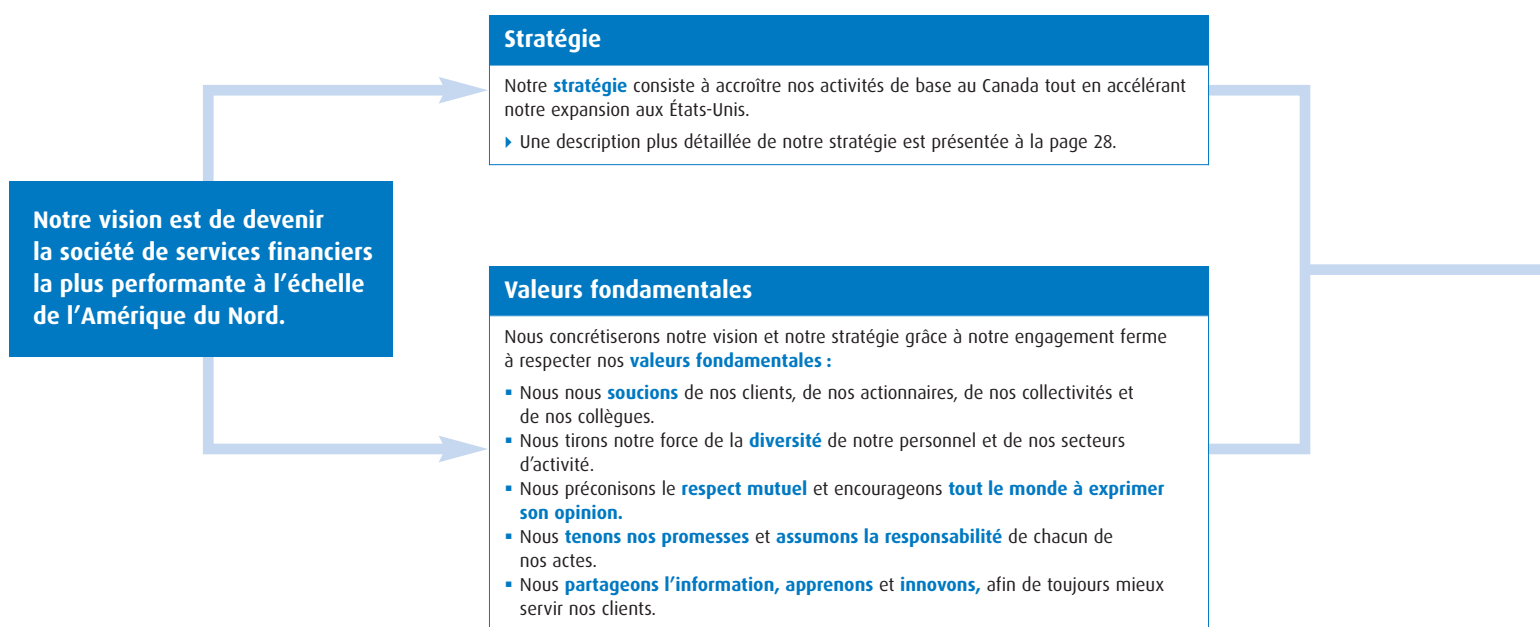 Notre vision est de devenir
la société de services financiers
la plus performante à l'échelle
de l'Amérique du Nord.
Stratégie
Notre stratégie consiste à accroître nos activités de base au Canada tout en accélérant
notre expansion aux États-Unis.
Une description plus détaillée de notre stratégie est présentée à la page 28.
Valeurs fondamentales
Nous concrétiserons notre vision et notre stratégie grâce à notre engagement ferme
à respecter nos valeurs fondamentales :
▪ Nous nous soucions de nos clients, de nos actionnaires, de nos collectivités et
de nos collègues.
▪ Nous tirons notre force de la diversité de notre personnel et de nos secteurs
d'activité.
▪ Nous préconisons le respect mutuel et encourageons tout le monde à exprimer
son opinion.
▪ Nous tenons nos promesses et assumons la responsabilité de chacun de
nos actes.
▪ Nous partageons l'information, apprenons et innovons, afin de toujours mieux
servir nos clients.